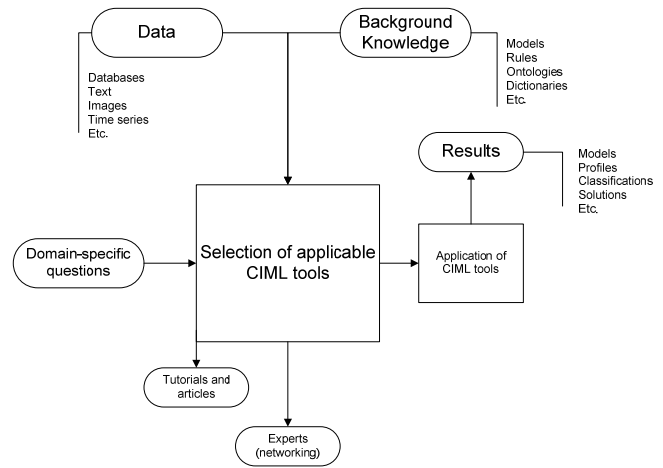 Data
Background
Knowledge
Databases
Text
Images
Time series
Etc.
Models
Rules
Ontologies
Dictionaries
Etc.
Results
Models
Profiles
Classifications
Solutions
Etc.
Domain-specific
questions
Selection of applicable
CIML tools
Application of
CIML tools
Tutorials and
articles
Experts
(networking)